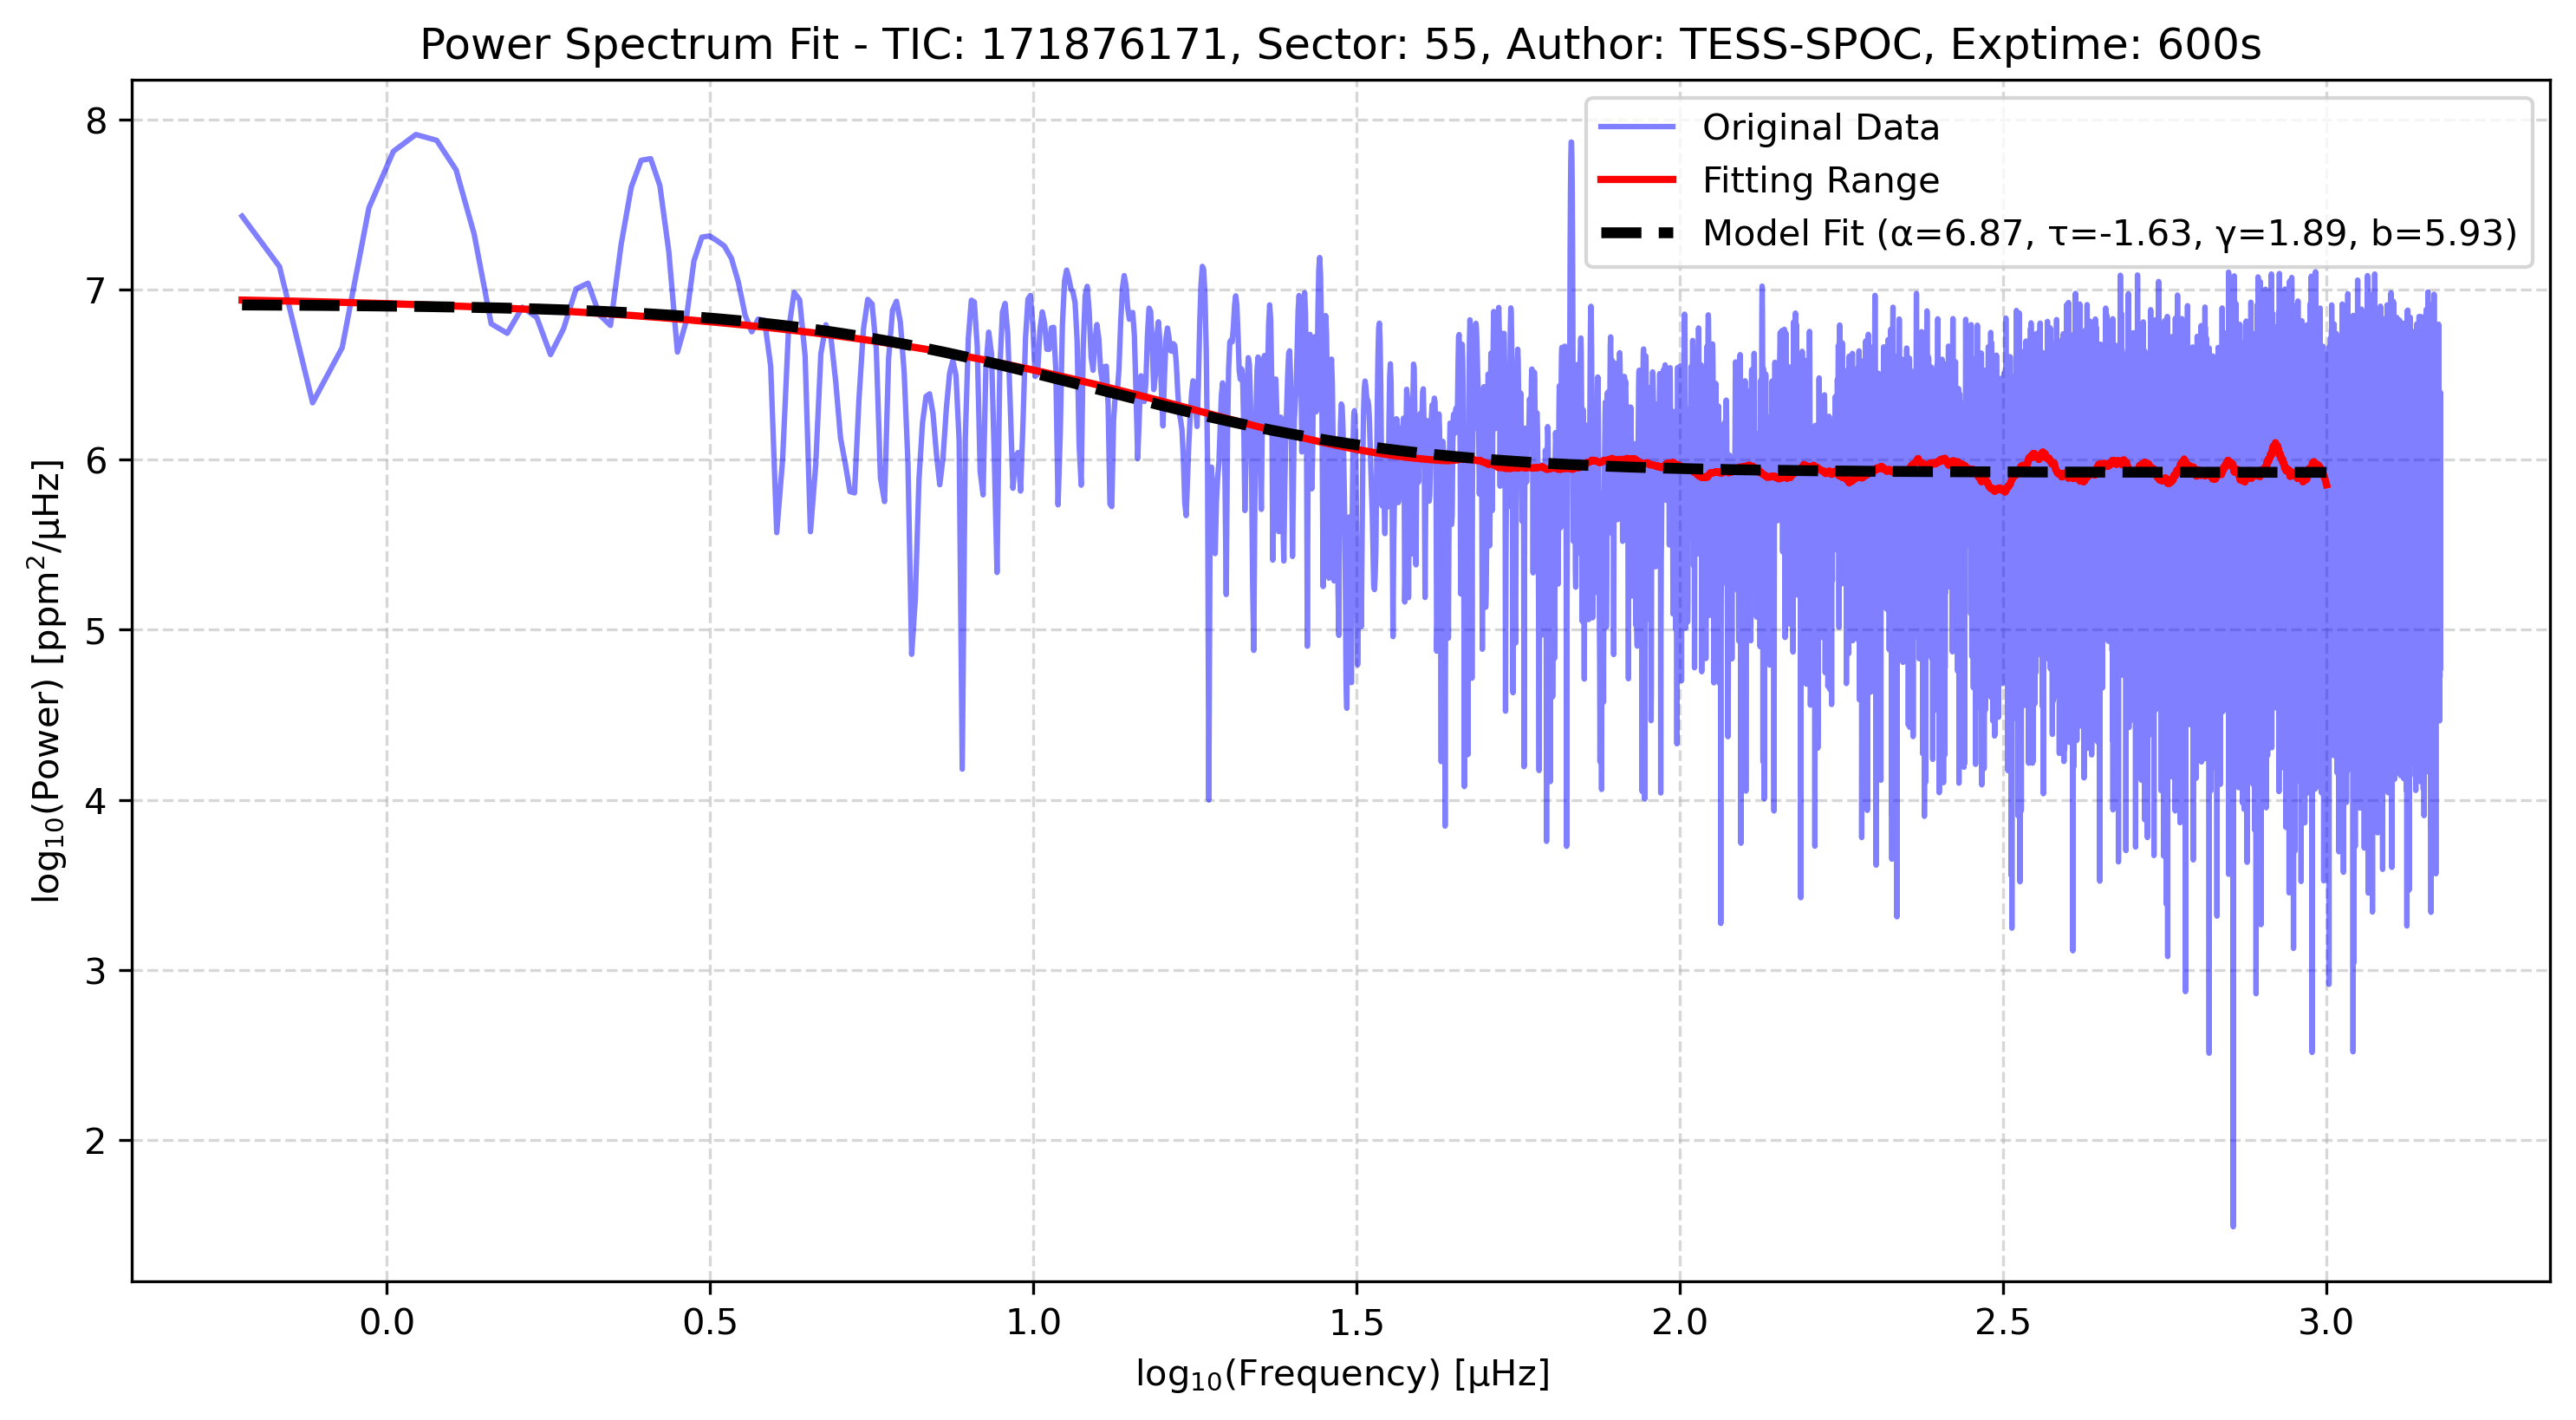 Power Spectrum Fit - TIC: 171876171, Sector: 55, Author: TESS-SPOC, Exptime: 600s
Original Data
Fitting Range
Model Fit (α=6.87, τ=-1.63, γ=1.89, b=5.93)
log₁₀(Power) [ppm²/μHz]
8
7
6
5
4
3
2
0.0 0.5 1.0 1.5 2.0 2.5 3.0
log₁₀(Frequency) [μHz]